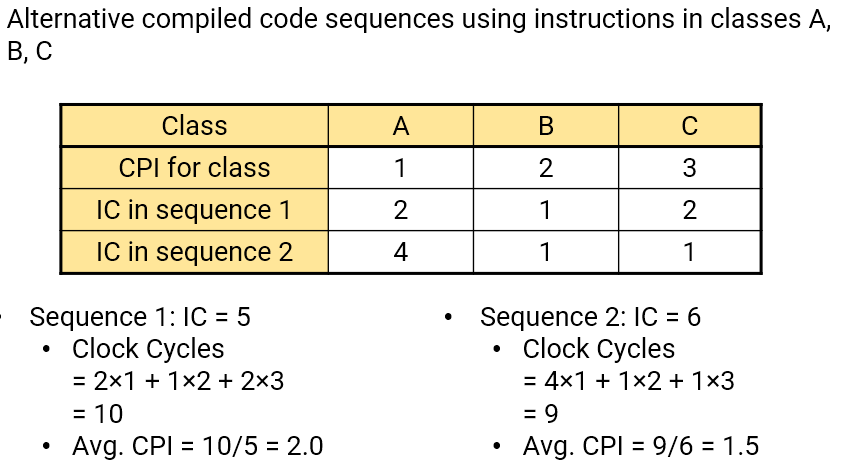 Alternative compiled code sequences using instructions in classes A,
B, C
Class A B C
CPI for class 1 2 3
IC in sequence 1 2 1 2
IC in sequence 2 4 1 1
• Sequence 1: IC = 5
• Clock Cycles
= 2×1 + 1×2 + 2×3
= 10
• Avg. CPI = 10/5 = 2.0
• Sequence 2: IC = 6
• Clock Cycles
= 4×1 + 1×2 + 1×3
= 9
• Avg. CPI = 9/6 = 1.5